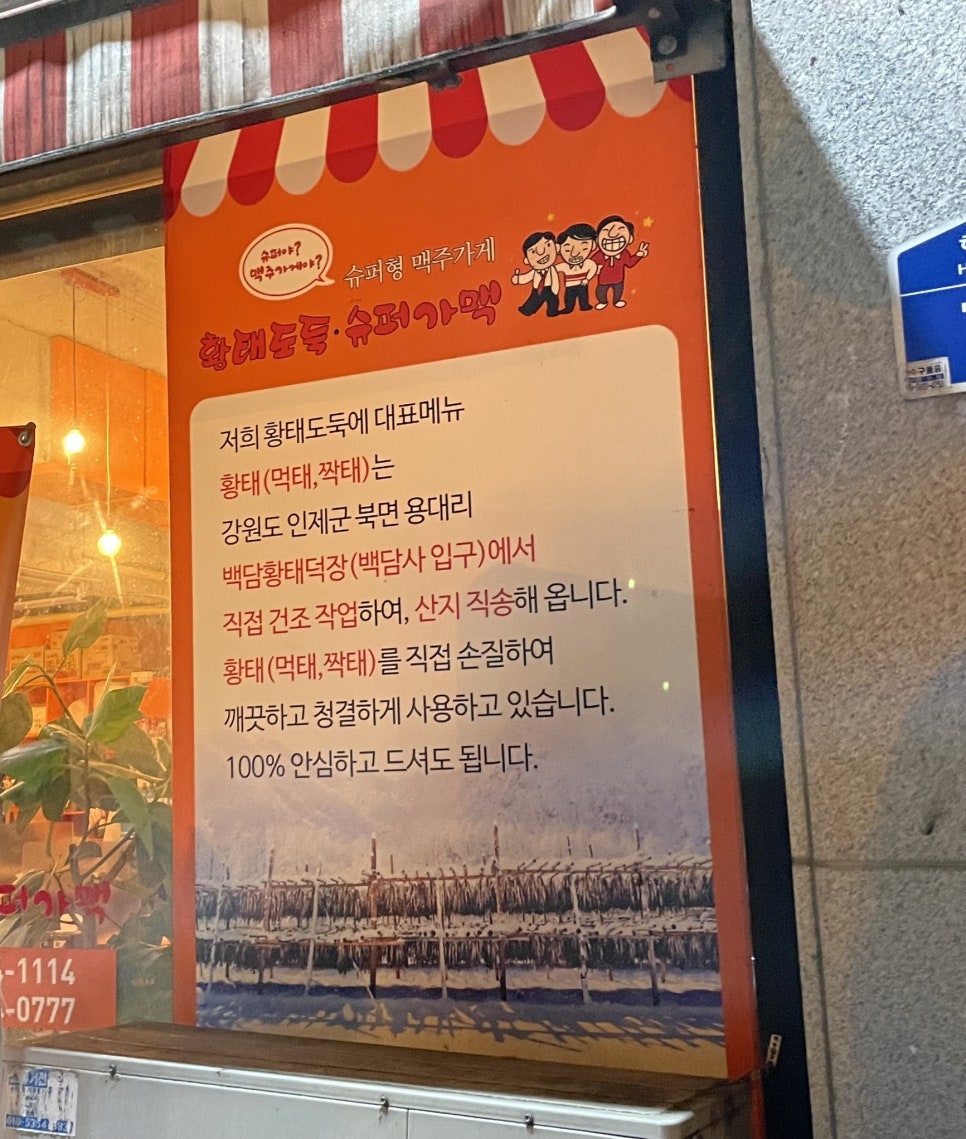 슈퍼야?
맥주가게야?
슈퍼형 맥주가게
황태도둑·슈퍼가맥
저희 황태도둑에 대표메뉴
황태(먹태,짝태)는
강원도 인제군 북면 용대리
백담황태덕장(백담사 입구)에서
직접 건조 작업하여, 산지 직송해 옵니다.
황태(먹태,짝태)를 직접 손질하여
깨끗하고 청결하게 사용하고 있습니다.
100% 안심하고 드셔도 됩니다.
퍼가맥
-1114
-0777